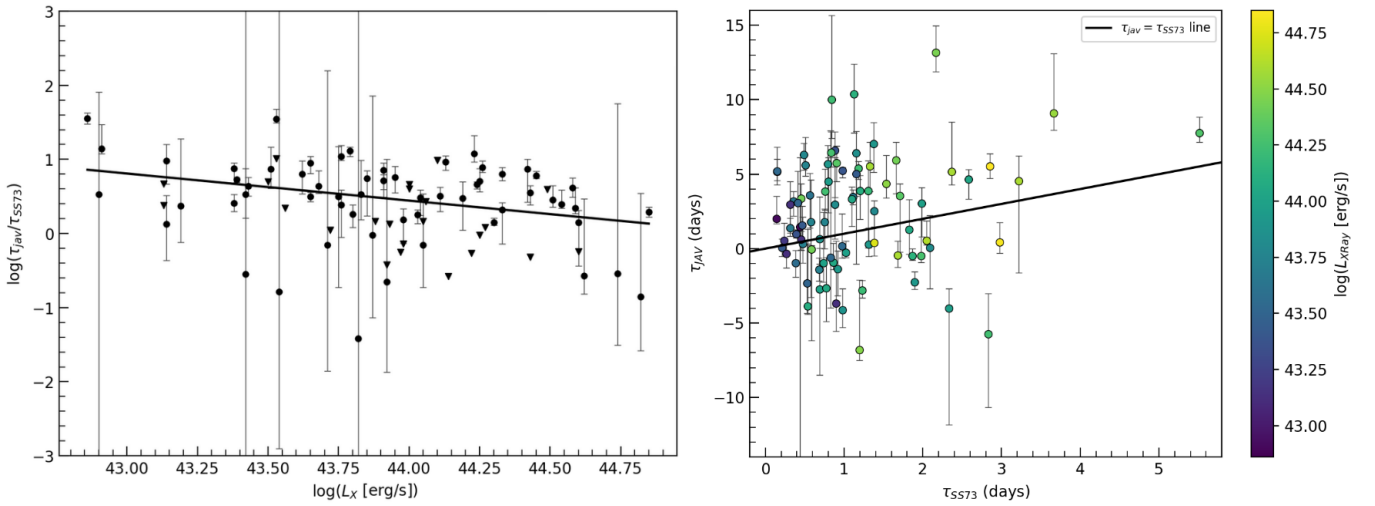 3
2
1
0
−1
−2
−3
log(τjav/τSS73)
43.00 43.25 43.50 43.75 44.00 44.25 44.50 44.75
log(LX [erg/s])
15
10
5
0
−5
−10
τJAV (days)
0 1 2 3 4 5
τSS73 (days)
τjav = τSS73 line
44.75
44.50
44.25
44.00
43.75
43.50
43.25
43.00
log(LXRay) [erg/s]